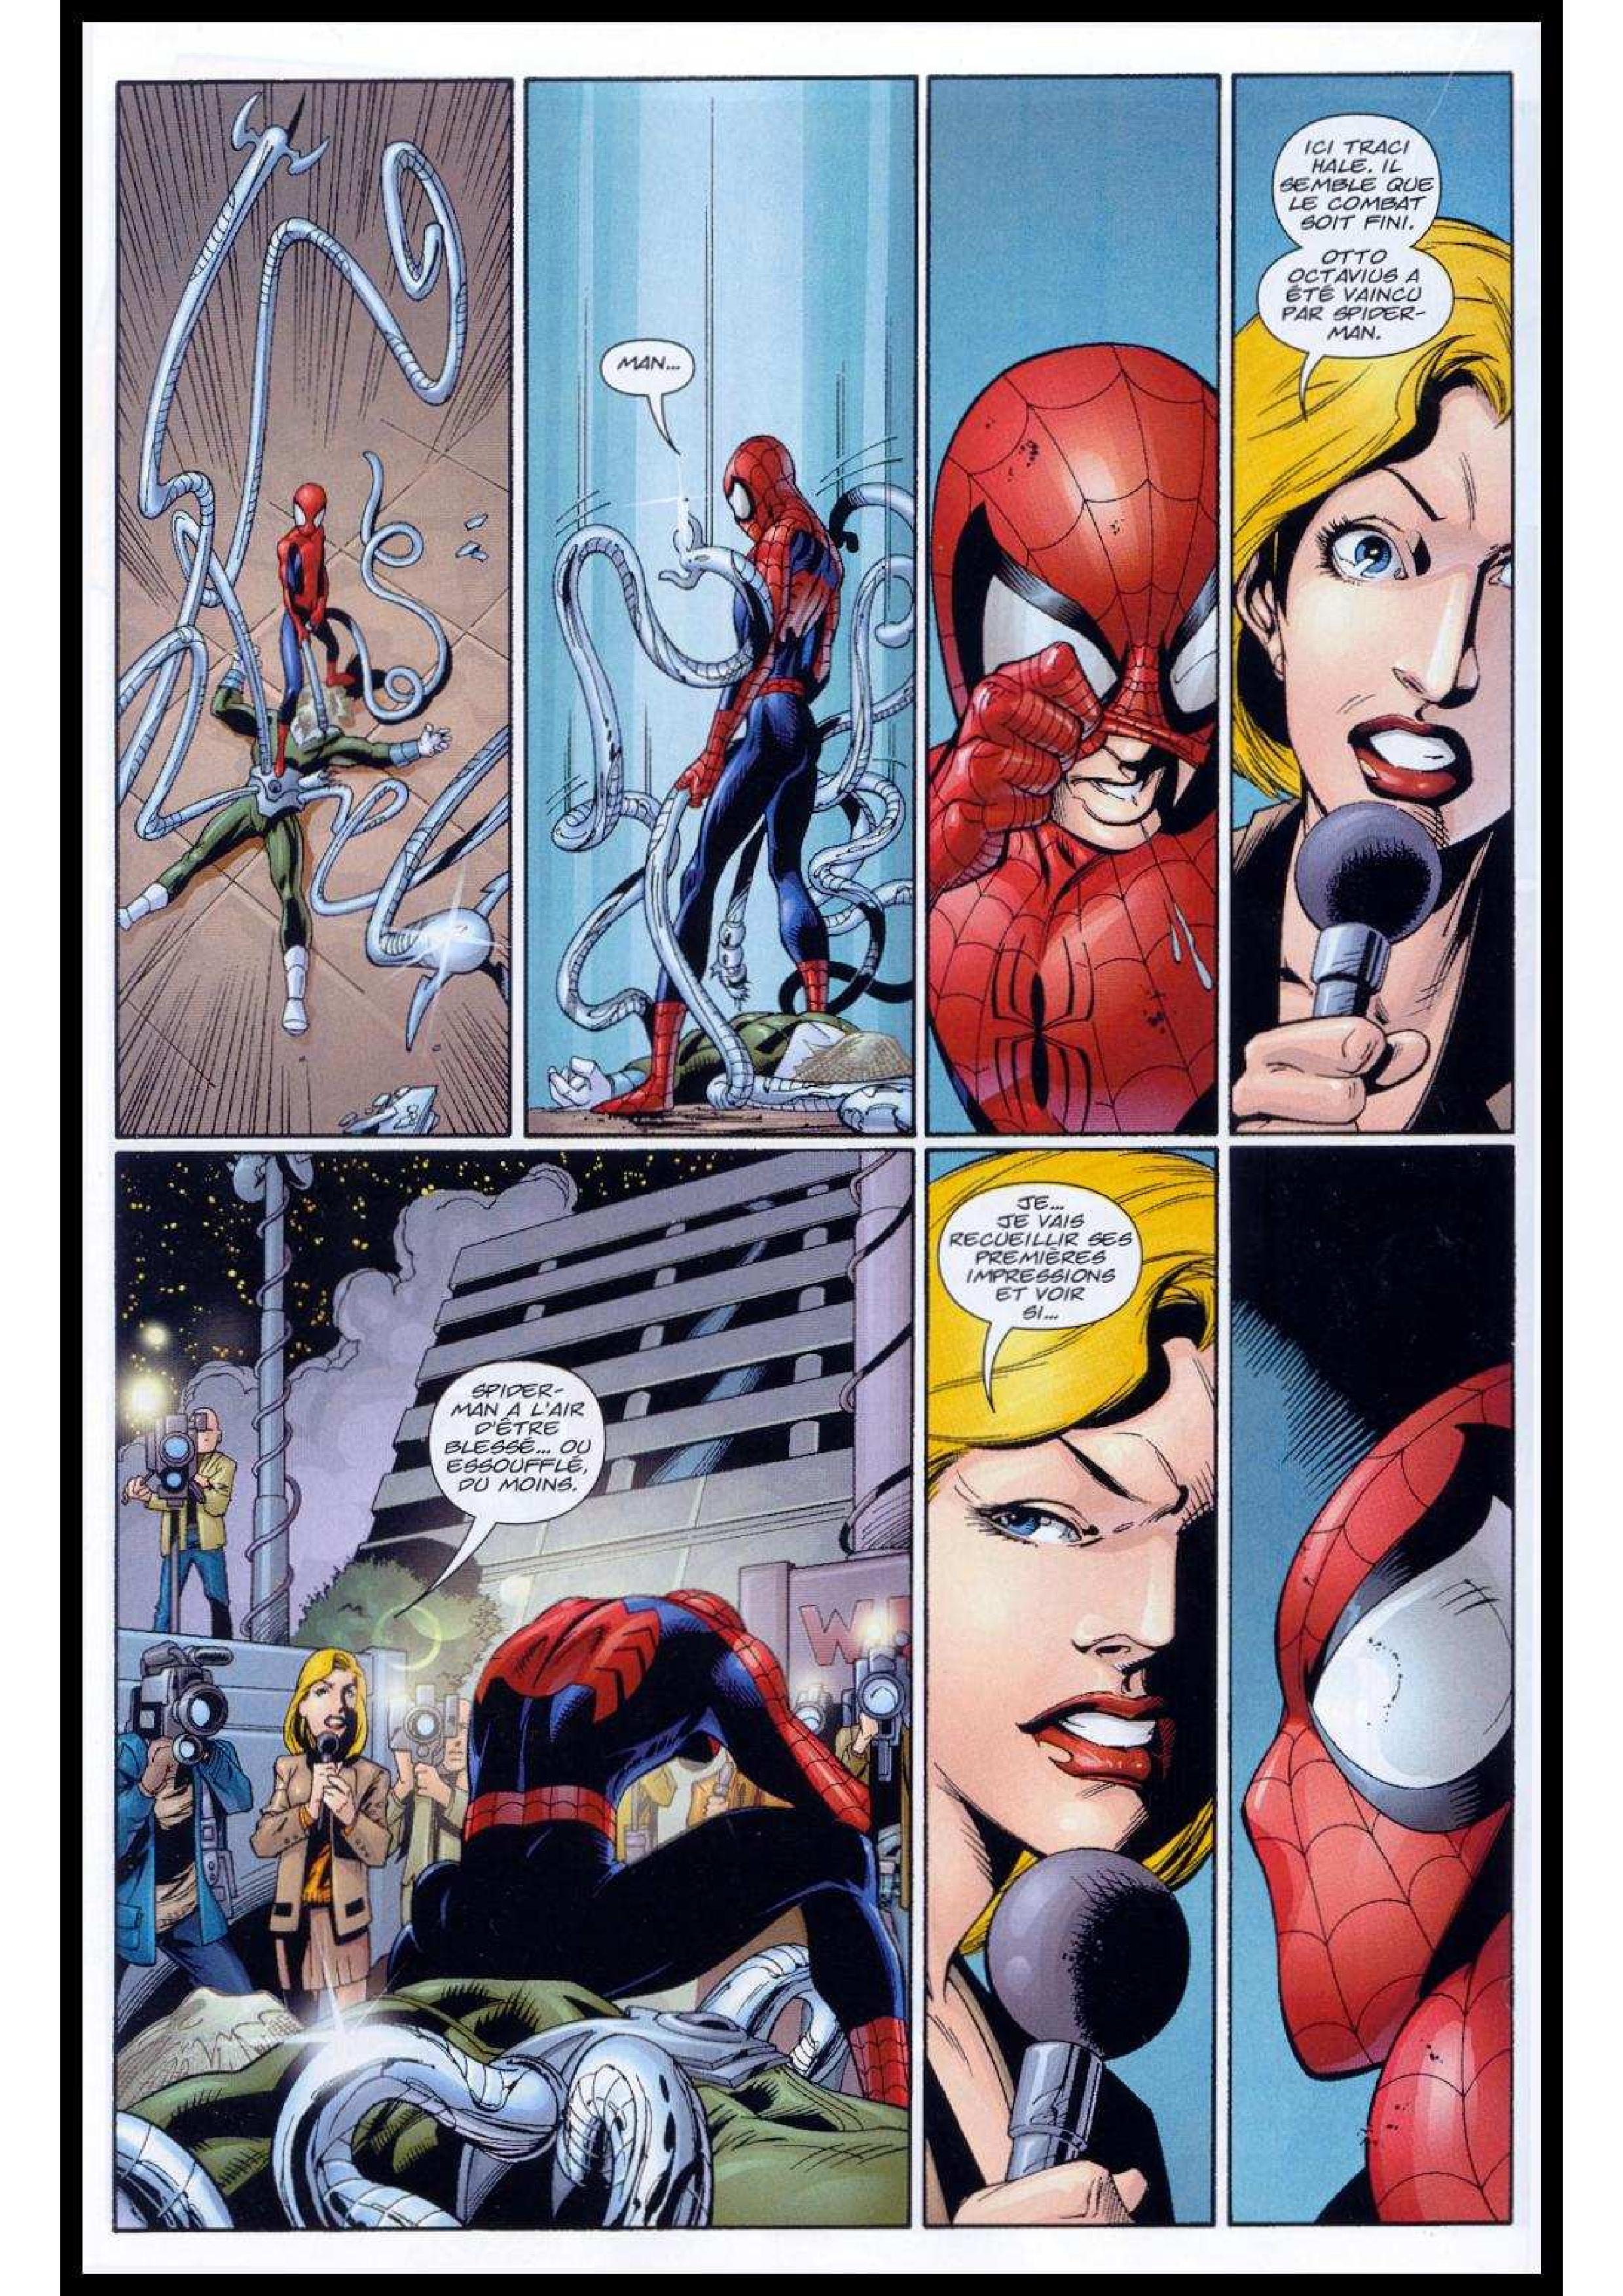 MAN...
ICI TRACI
HALE. IL
SEMBLE QUE
LE COMBAT
SOIT FINI.
OTTO
OCTAVIUS A
ÉTÉ VAINCU
PAR SPIDER-
MAN.
SPIDER-
MAN A L'AIR
D'ÊTRE
BLESSÉ... OU
ESSOUFFLÉ,
DU MOINS.
W
JE...
JE VAIS
RECUEILLIR SES
PREMIÈRES
IMPRESSIONS
ET VOIR
SI...